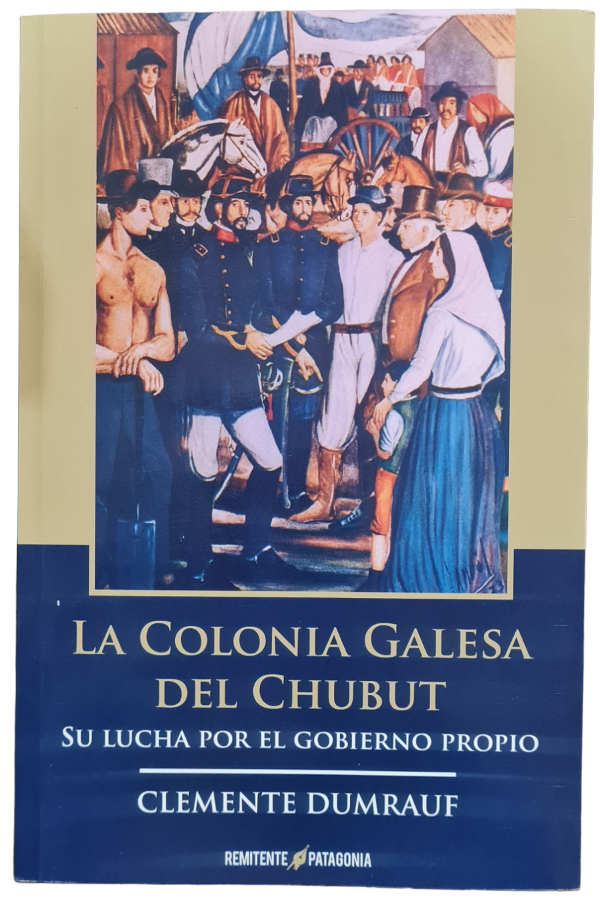 La Colonia Galesa
del Chubut
Su lucha por el gobierno propio
CLEMENTE DUMRAUF
REMITENTE PATAGONIA